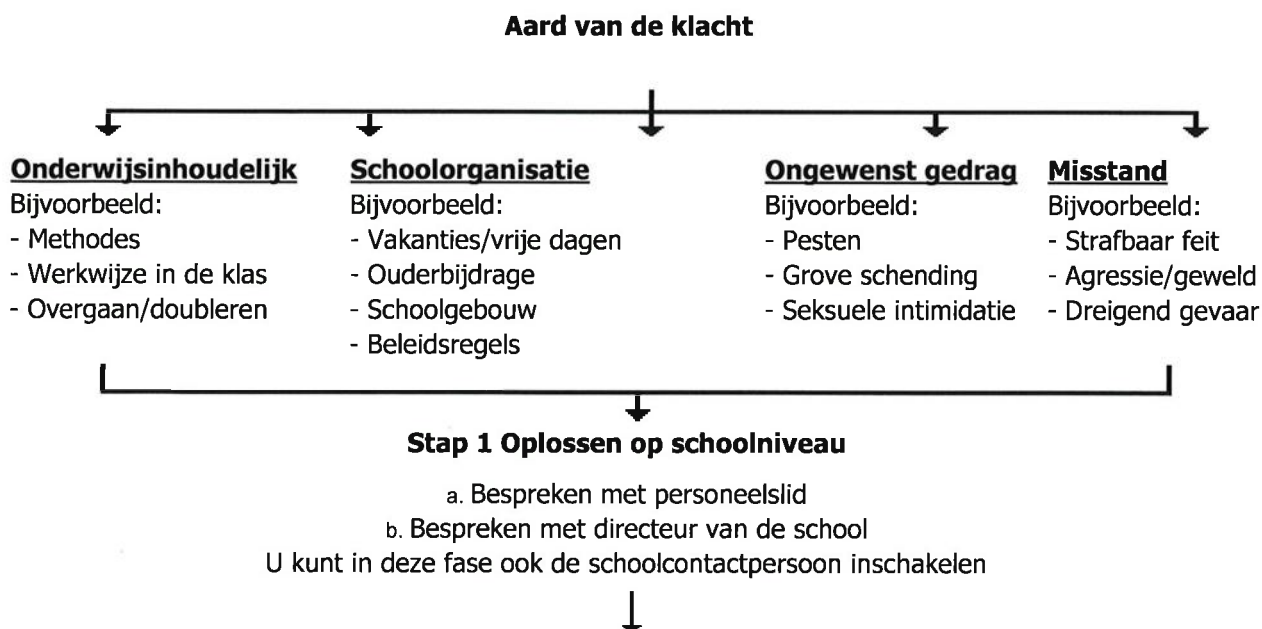 Aard van de klacht
Onderwijsinhoudelijk
Bijvoorbeeld:
- Methodes
- Werkwijze in de klas
- Overgaan/doubleren
Schoolorganisatie
Bijvoorbeeld:
- Vakanties/vrije dagen
- Ouderbijdrage
- Schoolgebouw
- Beleidsregels
Ongewenst gedrag
Bijvoorbeeld:
- Pesten
- Grove schending
- Seksuele intimidatie
Misstand
Bijvoorbeeld:
- Strafbaar feit
- Agressie/geweld
- Dreigend gevaar
Stap 1 Oplossen op schoolniveau
a. Bespreken met personeelslid
b. Bespreken met directeur van de school
U kunt in deze fase ook de schoolcontactpersoon inschakelen